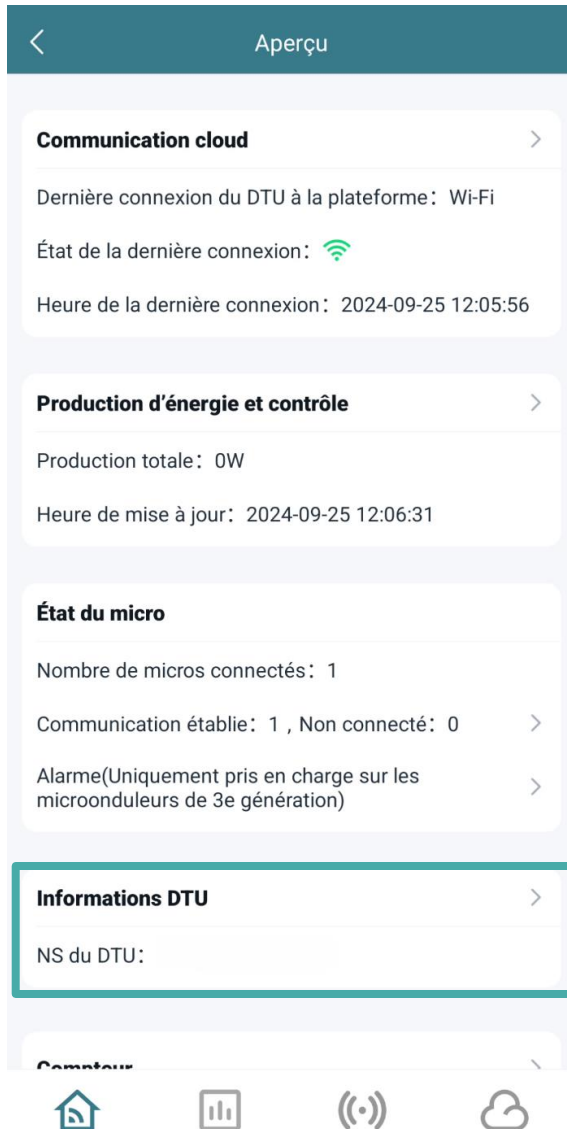 Aperçu
Communication cloud
Dernière connexion du DTU à la plateforme：Wi-Fi
État de la dernière connexion：
Heure de la dernière connexion：2024-09-25 12:05:56
Production d’énergie et contrôle
Production totale：0W
Heure de mise à jour：2024-09-25 12:06:31
État du micro
Nombre de micros connectés：1
Communication établie：1 , Non connecté：0
Alarme(Uniquement pris en charge sur les
microonduleurs de 3e génération)
Informations DTU
NS du DTU：
Compteur